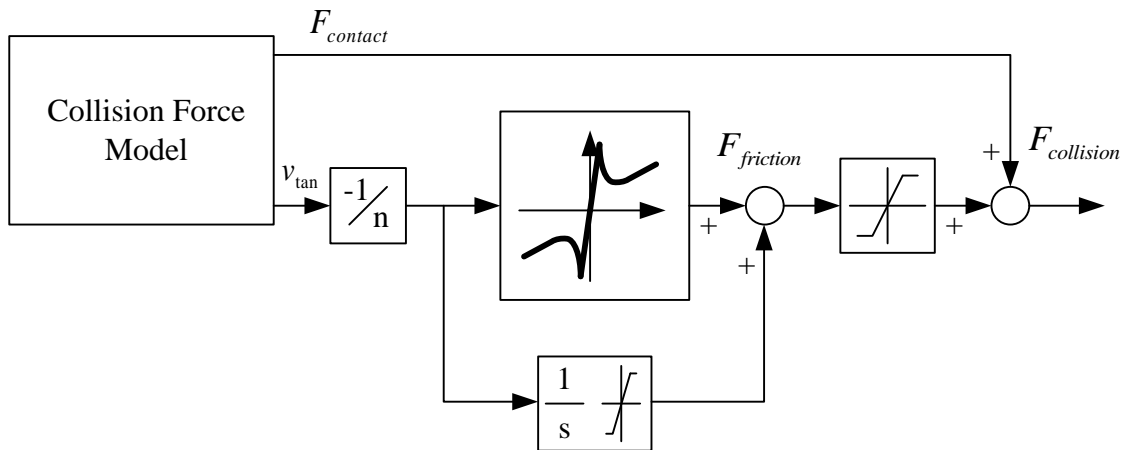 F_contact
Collision Force
Model
v_tan
-1/n
F_friction
F_collision
+
+
+
+
1/s